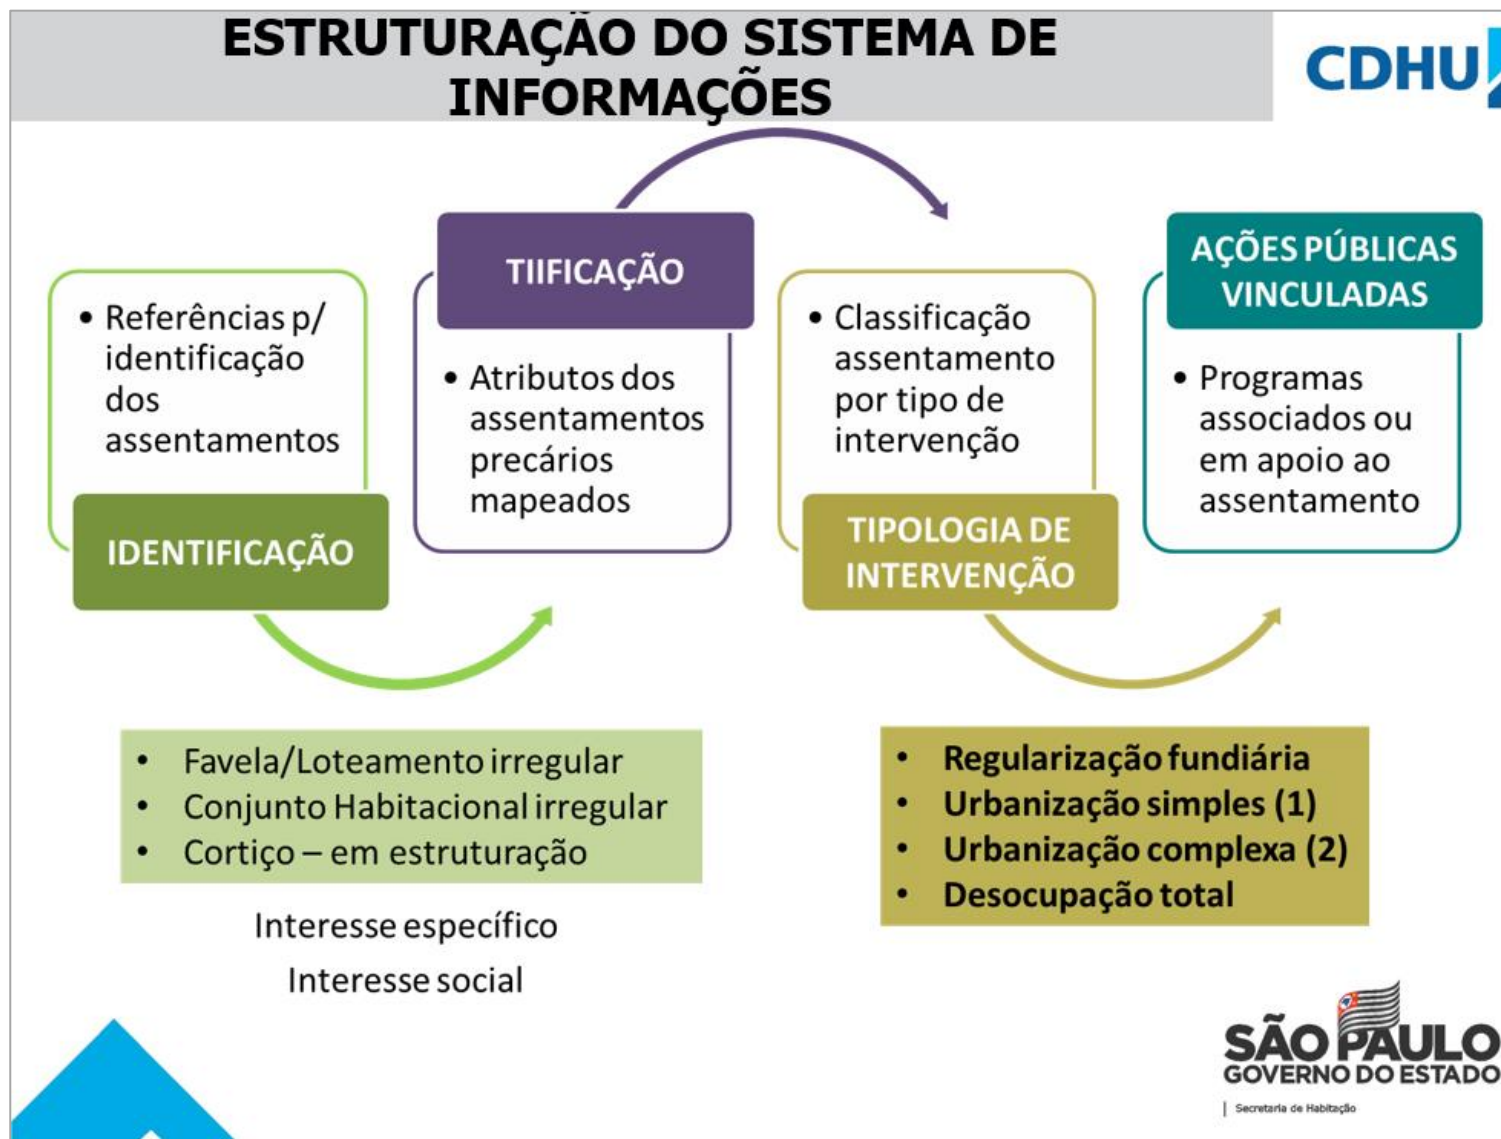 ESTRUTURAÇÃO DO SISTEMA DE
INFORMAÇÕES
CDHU
• Referências p/
identificação
dos
assentamentos
IDENTIFICAÇÃO
TIIFICAÇÃO
• Atributos dos
assentamentos
precários
mapeados
• Classificação
assentamento
por tipo de
intervenção
TIPOLOGIA DE
INTERVENÇÃO
AÇÕES PÚBLICAS
VINCULADAS
• Programas
associados ou
em apoio ao
assentamento
• Favela/Loteamento irregular
• Conjunto Habitacional irregular
• Cortiço – em estruturação
Interesse específico
Interesse social
• Regularização fundiária
• Urbanização simples (1)
• Urbanização complexa (2)
• Desocupação total
SÃO PAULO
GOVERNO DO ESTADO
Secretaria de Habitação